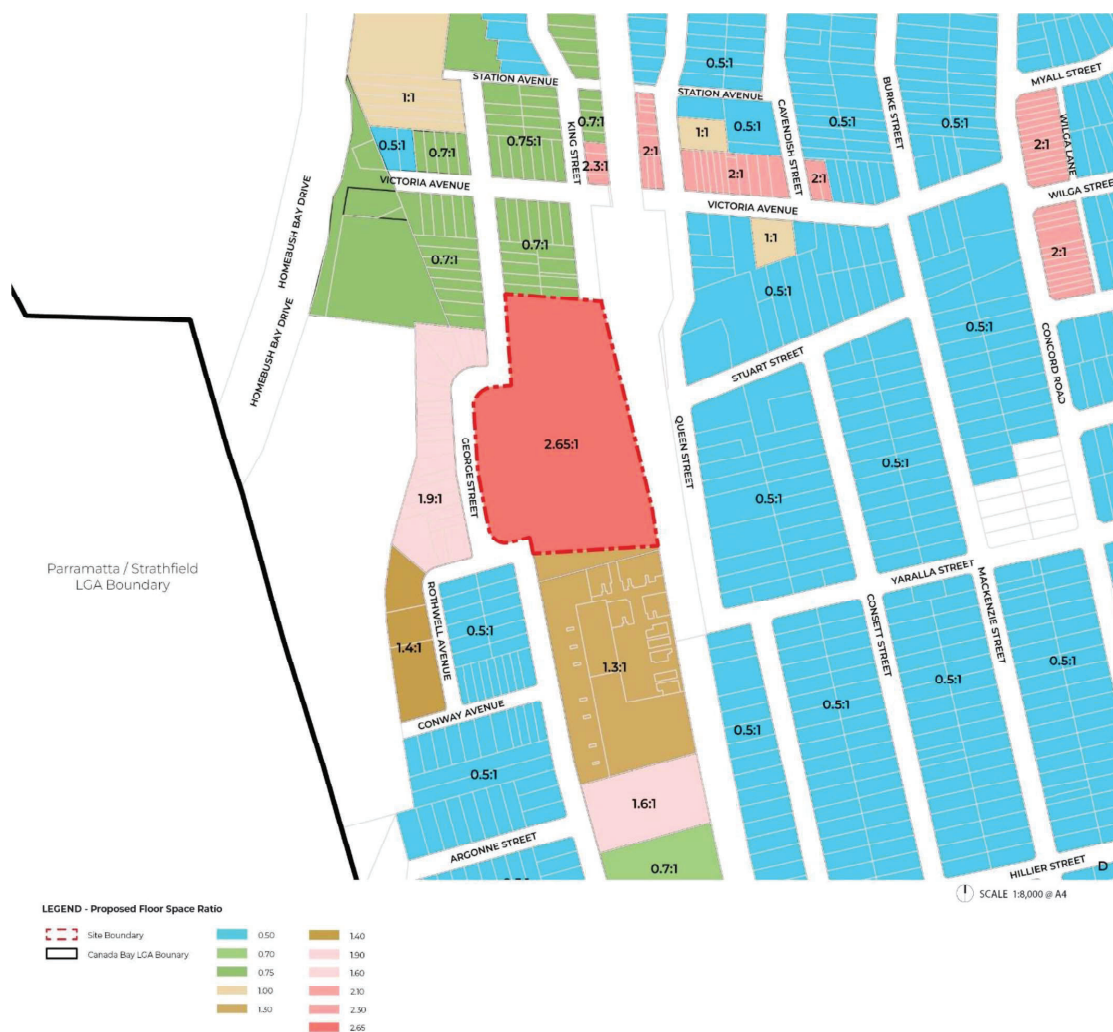 STATION AVENUE
0.5:1
STATION AVENUE
MYALL STREET
1:1
KING STREET
0.7:1
CAVENDISH STREET
BURKE STREET
WILGA LANE
0.5:1
0.7:1
0.75:1
2.3:1
2:1
1:1
0.5:1
0.5:1
0.5:1
2:1
VICTORIA AVENUE
2:1
2:1
WILGA STREET
VICTORIA AVENUE
HOMEBUSH BAY DRIVE
0.7:1
0.7:1
1:1
0.5:1
2:1
HOMEBUSH BAY DRIVE
0.5:1
CONCORD ROAD
STUART STREET
2.65:1
QUEEN STREET
GEORGE STREET
1.9:1
0.5:1
0.5:1
Parramatta / Strathfield
LGA Boundary
YARALLA STREET
ROTHWELL AVENUE
0.5:1
1.4:1
1.3:1
CONSETT STREET
MACKENZIE STREET
0.5:1
0.5:1
0.5:1
CONWAY AVENUE
0.5:1
0.5:1
1.6:1
ARGONNE STREET
0.7:1
HILLIER STREET
D
SCALE 1:8,000 @ A4
LEGEND - Proposed Floor Space Ratio
Site Boundary
Canada Bay LGA Bounary
0.50
0.70
0.75
1.00
1.30
1.40
1.90
1.60
2.10
2.30
2.65